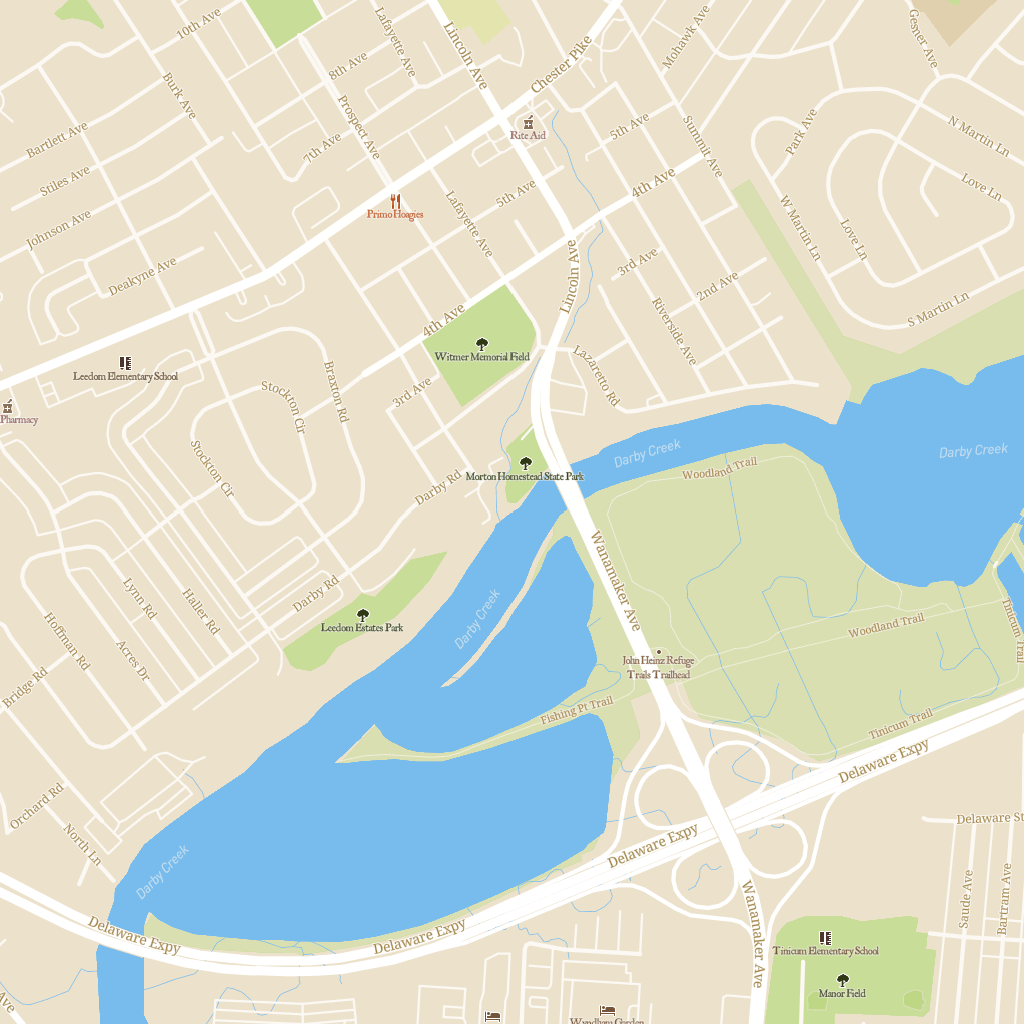 10th Ave
Lafayette Ave
Lincoln Ave
Chester Pike
Mohawk Ave
Gesner Ave
8th Ave
Burk Ave
Prospect Ave
Bartlett Ave
7th Ave
Rite Aid
5th Ave
Summit Ave
Park Ave
N Martin Ln
Stiles Ave
4th Ave
Love Ln
Primo Hoagies
5th Ave
Lafayette Ave
Johnson Ave
W Martin Ln
Love Ln
Deakyne Ave
Lincoln Ave
3rd Ave
2nd Ave
4th Ave
S Martin Ln
Riverside Ave
Witmer Memorial Field
Leedom Elementary School
Lazaretto Rd
Braxton Rd
3rd Ave
Stockton Cir
Pharmacy
Stockton Cir
Darby Creek
Darby Creek
Woodland Trail
Morton Homestead State Park
Darby Rd
Wanamaker Ave
Darby Rd
Lynn Rd
Haller Rd
Darby Creek
Leedom Estates Park
Woodland Trail
Tinicum Trail
Hoffman Rd
Acres Dr
John Heinz Refuge
Trails Trailhead
Bridge Rd
Fishing Pt Trail
Tinicum Trail
Delaware Expy
Orchard Rd
North Ln
Delaware St
Delaware Expy
Darby Creek
Saude Ave
Bartram Ave
Wanamaker Ave
Delaware Expy
Delaware Expy
Tinicum Elementary School
Manor Field
Ave
Wyndham Garden